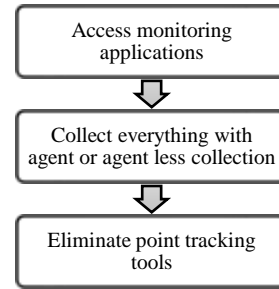 Access monitoring
applications
Collect everything with
agent or agent less collection
Eliminate point tracking
tools